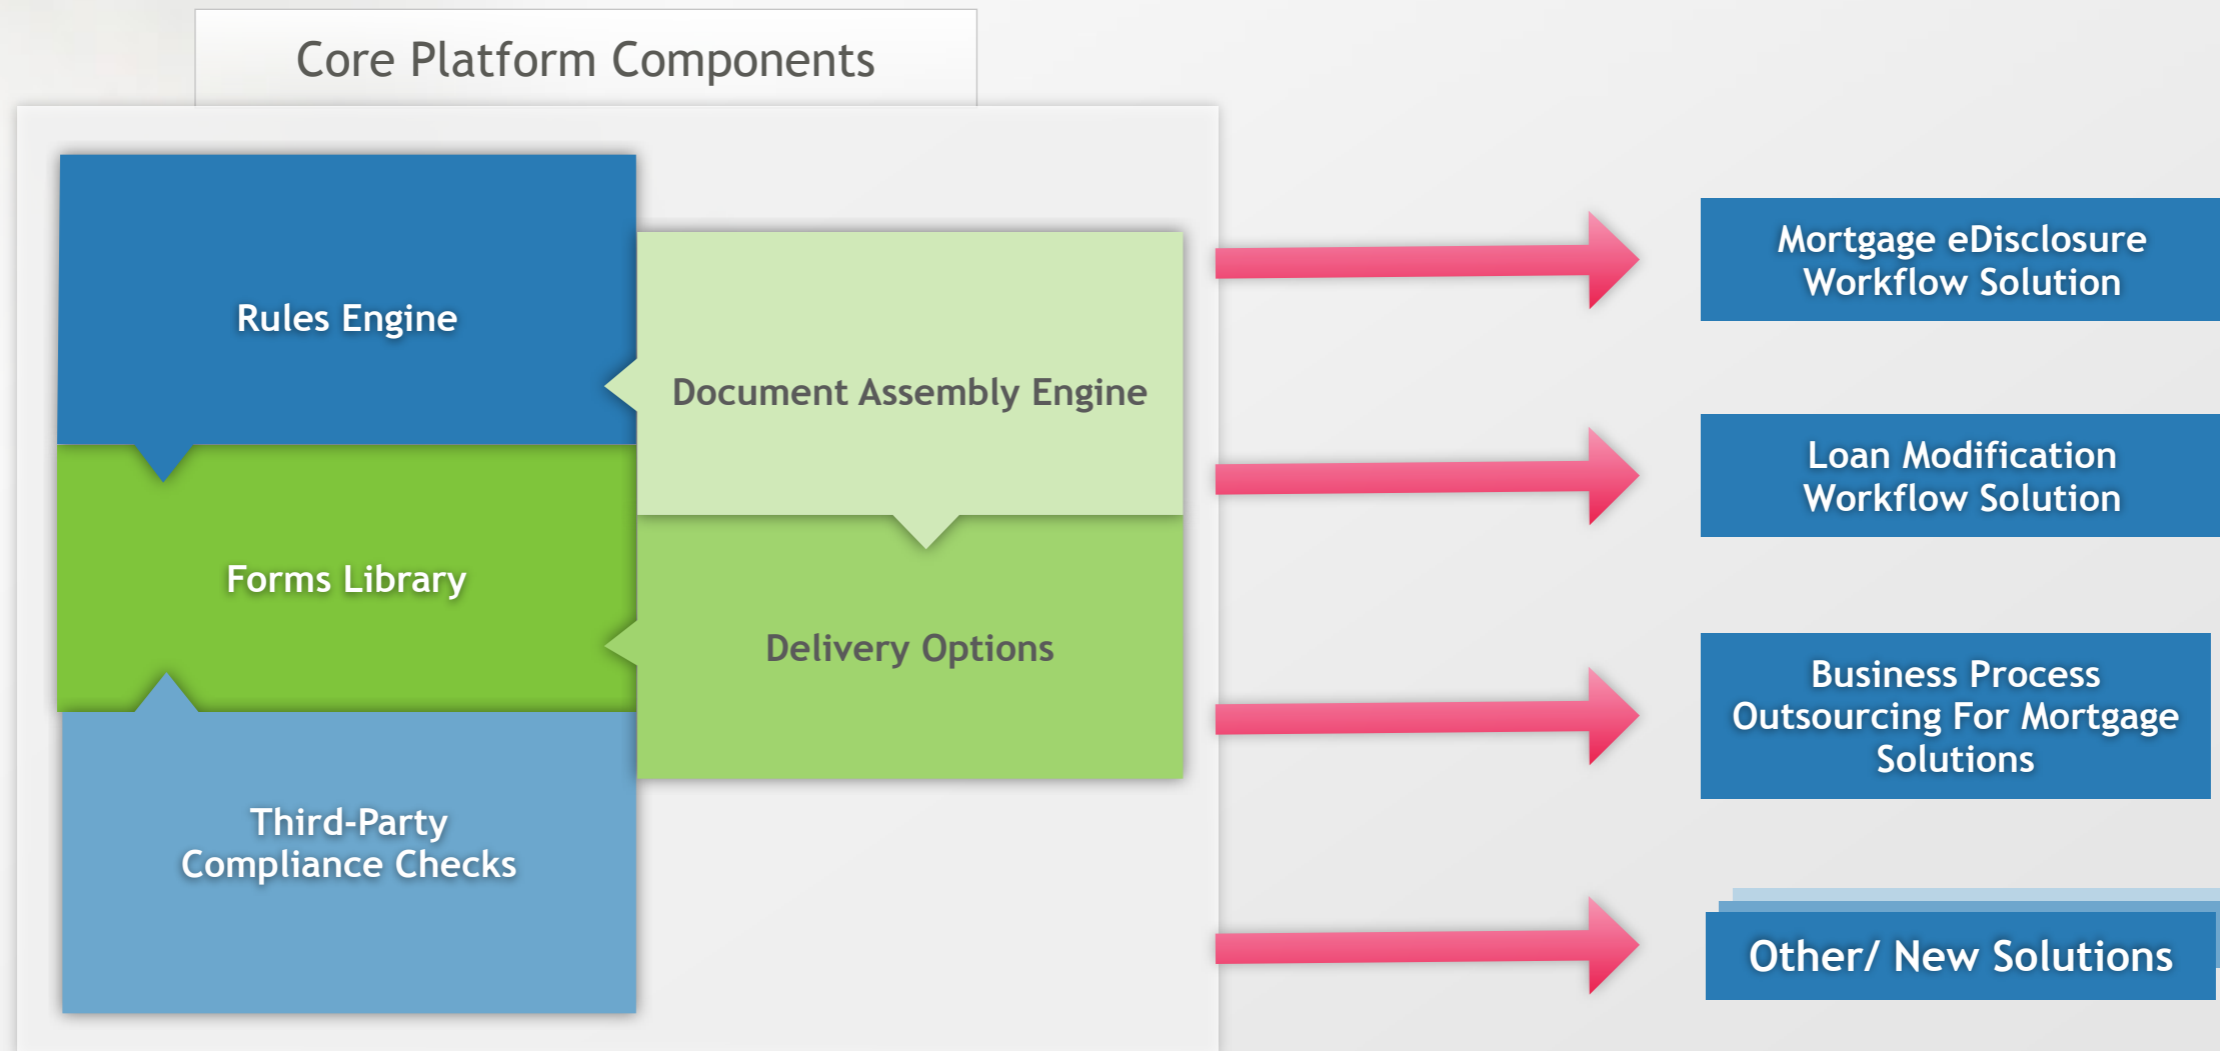 Core Platform Components
Rules Engine
Document Assembly Engine
Forms Library
Delivery Options
Third-Party
Compliance Checks
Mortgage eDisclosure
Workflow Solution
Loan Modification
Workflow Solution
Business Process
Outsourcing For Mortgage
Solutions
Other/ New Solutions